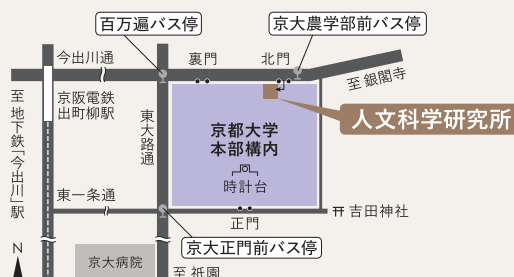 百万遍バス停
京大農学部前バス停
今出川通
裏門
北門
至 銀閣寺
至 地下鉄「今出川」駅
京阪電鉄
出町柳駅
東大路通
京都大学
本部構内
時計台
人文科学研究所
東一条通
正門
吉田神社
京大正門前バス停
N
京大病院
至 祇園